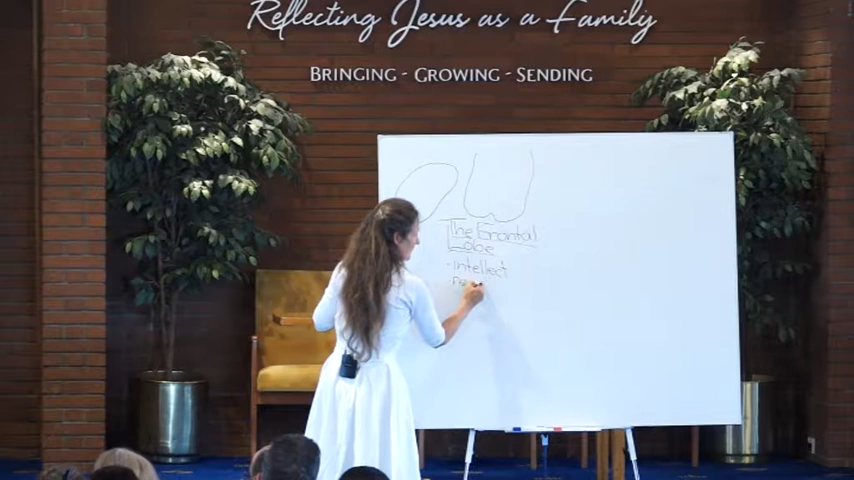 Reflecting Jesus as a Family
BRINGING - GROWING - SENDING
The Frontal
Lobe
- intellect